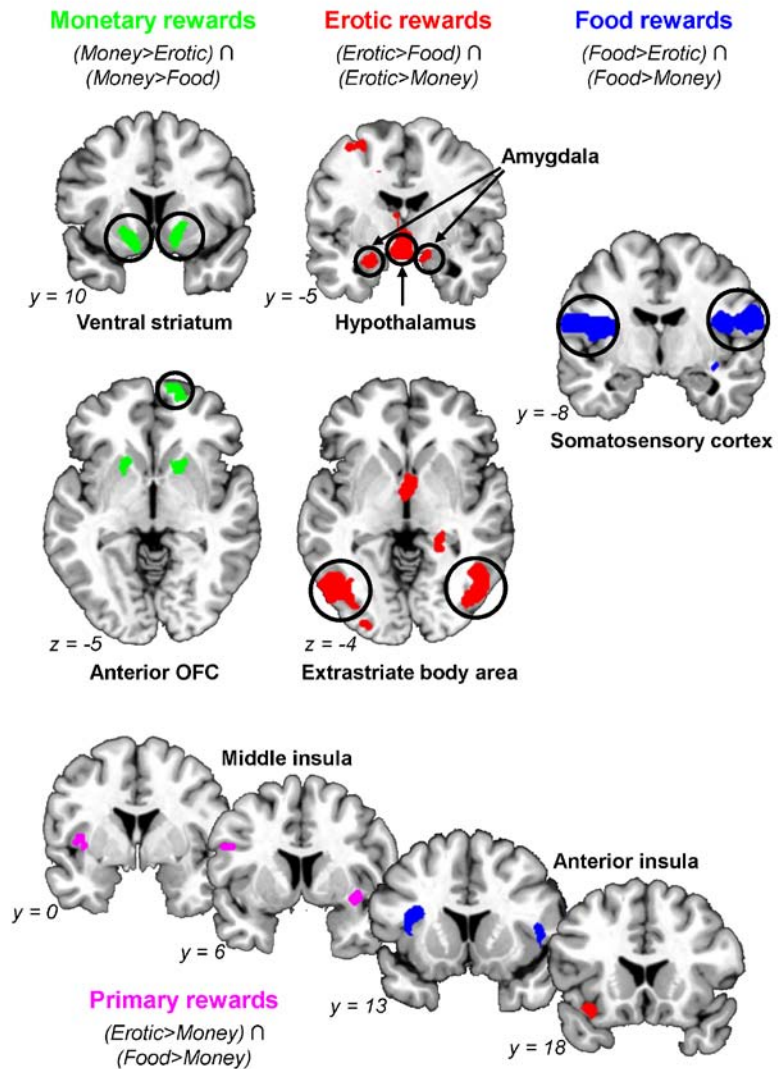 Monetary rewards
(Money>Erotic) ∩
(Money>Food)
Erotic rewards
(Erotic>Food) ∩
(Erotic>Money)
Food rewards
(Food>Erotic) ∩
(Food>Money)
Amygdala
y = 10
Ventral striatum
y = -5
Hypothalamus
y = -8
Somatosensory cortex
z = -5
Anterior OFC
z = -4
Extrastriate body area
Middle insula
Anterior insula
y = 0
y = 6
y = 13
y = 18
Primary rewards
(Erotic>Money) ∩
(Food>Money)